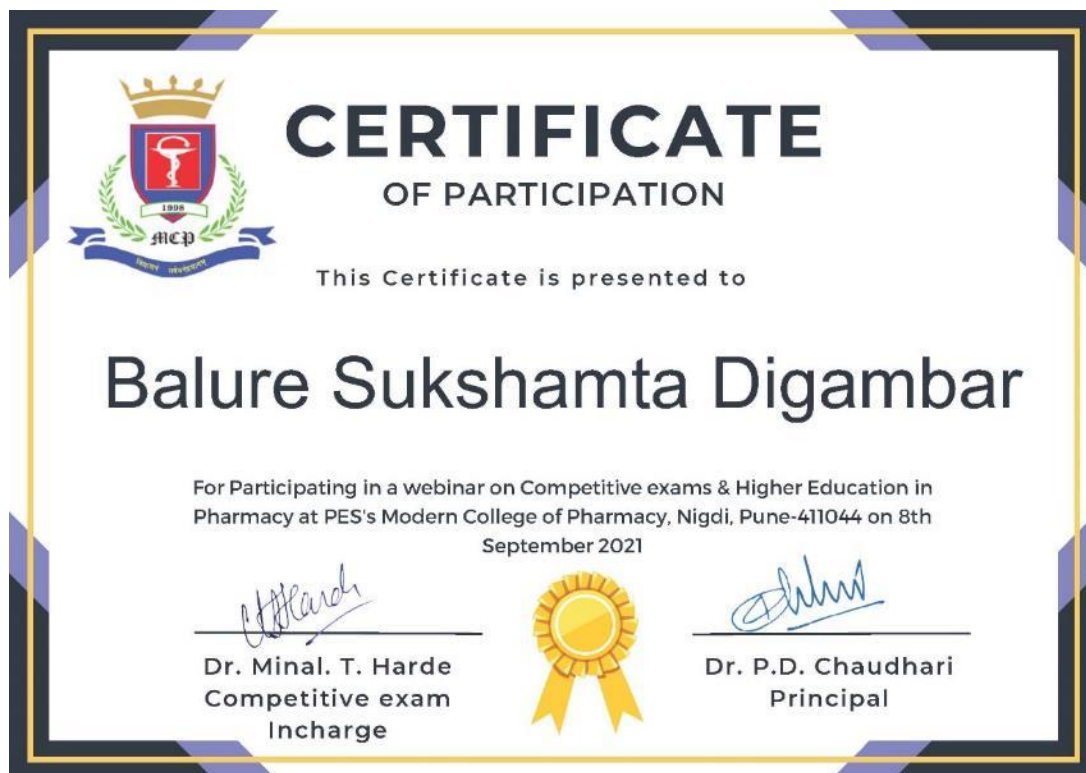 CERTIFICATE
OF PARTICIPATION
1998
MCP
This Certificate is presented to
Balure Sukshamta Digambar
For Participating in a webinar on Competitive exams & Higher Education in
Pharmacy at PES's Modern College of Pharmacy, Nigdi, Pune-411044 on 8th
September 2021
Dr. Minal. T. Harde
Competitive exam
Incharge
Dr. P.D. Chaudhari
Principal